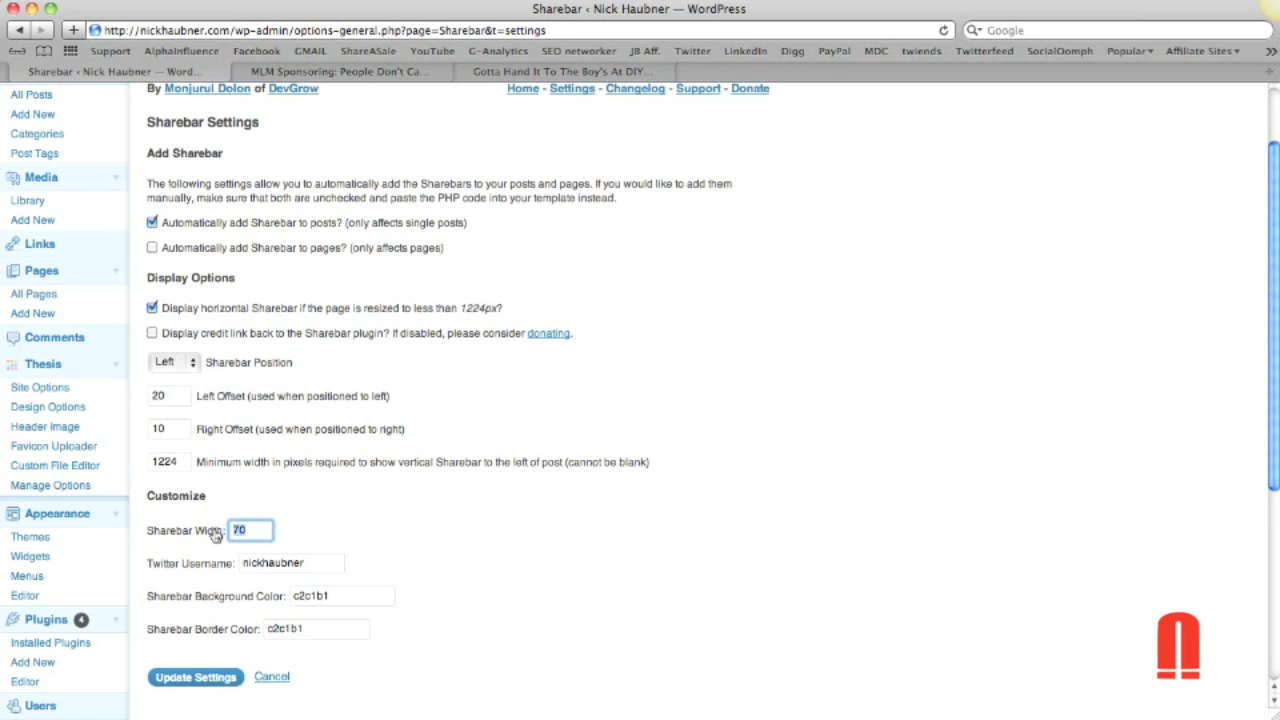 Sharebar ‹ Nick Haubner — WordPress
http://nickhaubner.com/wp-admin/options-general.php?page=Sharebar&t=settings
Google
Support AlphaInfluence Facebook GMAIL ShareASale YouTube G-Analytics SEO networker JB Aff. Twitter LinkedIn Digg PayPal MDC twiends Twitterfeed SocialOomph Popular Affiliate Sites
Sharebar ‹ Nick Haubner — Word...
MLM Sponsoring: People Don't Ca...
Gotta Hand It To The Boy's At DIY...
All Posts
Add New
Categories
Post Tags
Media
Library
Add New
Links
Pages
All Pages
Add New
Comments
Thesis
Site Options
Design Options
Header Image
Favicon Uploader
Custom File Editor
Manage Options
Appearance
Themes
Widgets
Menus
Editor
Plugins 4
Installed Plugins
Add New
Editor
Users
By Monjurul Dolon of DevGrow
Home - Settings - Changelog - Support - Donate
Sharebar Settings
Add Sharebar
The following settings allow you to automatically add the Sharebars to your posts and pages. If you would like to add them
manually, make sure that both are unchecked and paste the PHP code into your template instead.
Automatically add Sharebar to posts? (only affects single posts)
Automatically add Sharebar to pages? (only affects pages)
Display Options
Display horizontal Sharebar if the page is resized to less than 1224px?
Display credit link back to the Sharebar plugin? If disabled, please consider donating.
Left Sharebar Position
20 Left Offset (used when positioned to left)
10 Right Offset (used when positioned to right)
1224 Minimum width in pixels required to show vertical Sharebar to the left of post (cannot be blank)
Customize
Sharebar Width: 70
Twitter Username: nickhaubner
Sharebar Background Color: c2c1b1
Sharebar Border Color: c2c1b1
Update Settings Cancel